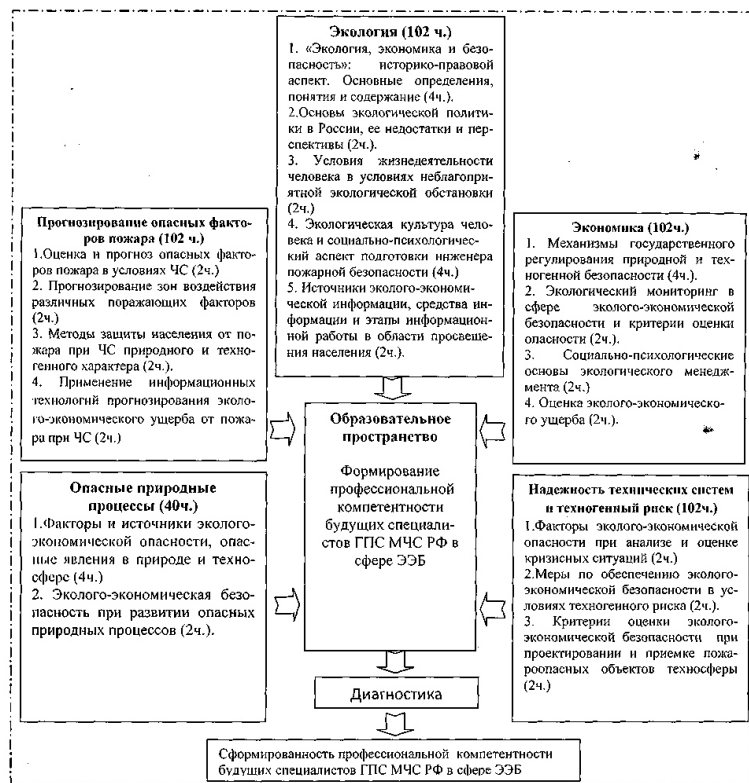 Экология (102 ч.)
1. «Экология, экономика и безо-
пасность»: историко-правовой
аспект. Основные определения,
понятия и содержание (4ч.).
2.Основы экологической политики
в России, ее недостатки и пер-
спективы (2ч.).
3. Условия жизнедеятельности
человека в условиях неблагопри-
ятной экологической обстановки
(2ч.)
4. Экологическая культура чело-
века и социально-психологичес-
кий аспект подготовки инженера
пожарной безопасности (4ч.)
5. Источники эколого-экономи-
ческой информации, средства ин-
формации и этапы информацион-
ной работы в области просвеще-
ния населения (2ч.).
Прогнозирование опасных факто-
ров пожара (102 ч.)
1.Оценка и прогноз опасных факто-
ров пожара в условиях ЧС (2ч.)
2. Прогнозирование зон воздействия
различных поражающих факторов
(2ч.)
3. Методы защиты населения от по-
жара при ЧС природного и техно-
генного характера (2ч.).
4. Применение информационных
технологий прогнозирования эколо-
го-экономического ущерба от пожа-
ра при ЧС (2ч.)
Экономика (102ч.)
1. Механизмы государственного
регулирования природной и тех-
ногенной безопасности (4ч.).
2. Экологический мониторинг в
сфере эколого-экономической
безопасности и критерии оценки
опасности (2ч.).
3. Социально-психологические
основы экологического менедж-
мента (2ч.)
4. Оценка эколого-экономическо-
го ущерба (2ч.).
Образовательное
пространство
Формирование
профессиональной
компетентности
будущих специалис-
тов ГПС МЧС РФ в
сфере ЭЭБ
Опасные природные
процессы (40ч.)
1.Факторы и источники эколого-
экономической опасности, опас-
ные явления в природе и техно-
сфере (4ч.)
2. Эколого-экономическая безо-
пасность при развитии опасных
природных процессов (2ч.).
Надежность технических систем
и техногенный риск (102ч.)
1.Факторы эколого-экономической
опасности при анализе и оценке
кризисных ситуаций (2ч.)
2.Меры по обеспечению эколого-
экономической безопасности в ус-
ловиях техногенного риска (2ч.).
3. Критерии оценки эколого-
экономической безопасности при
проектировании и приемке пожа-
роопасных объектов техносферы
(2ч.)
Диагностика
Сформированность профессиональной компетентности
будущих специалистов ГПС МЧС РФ в сфере ЭЭБ